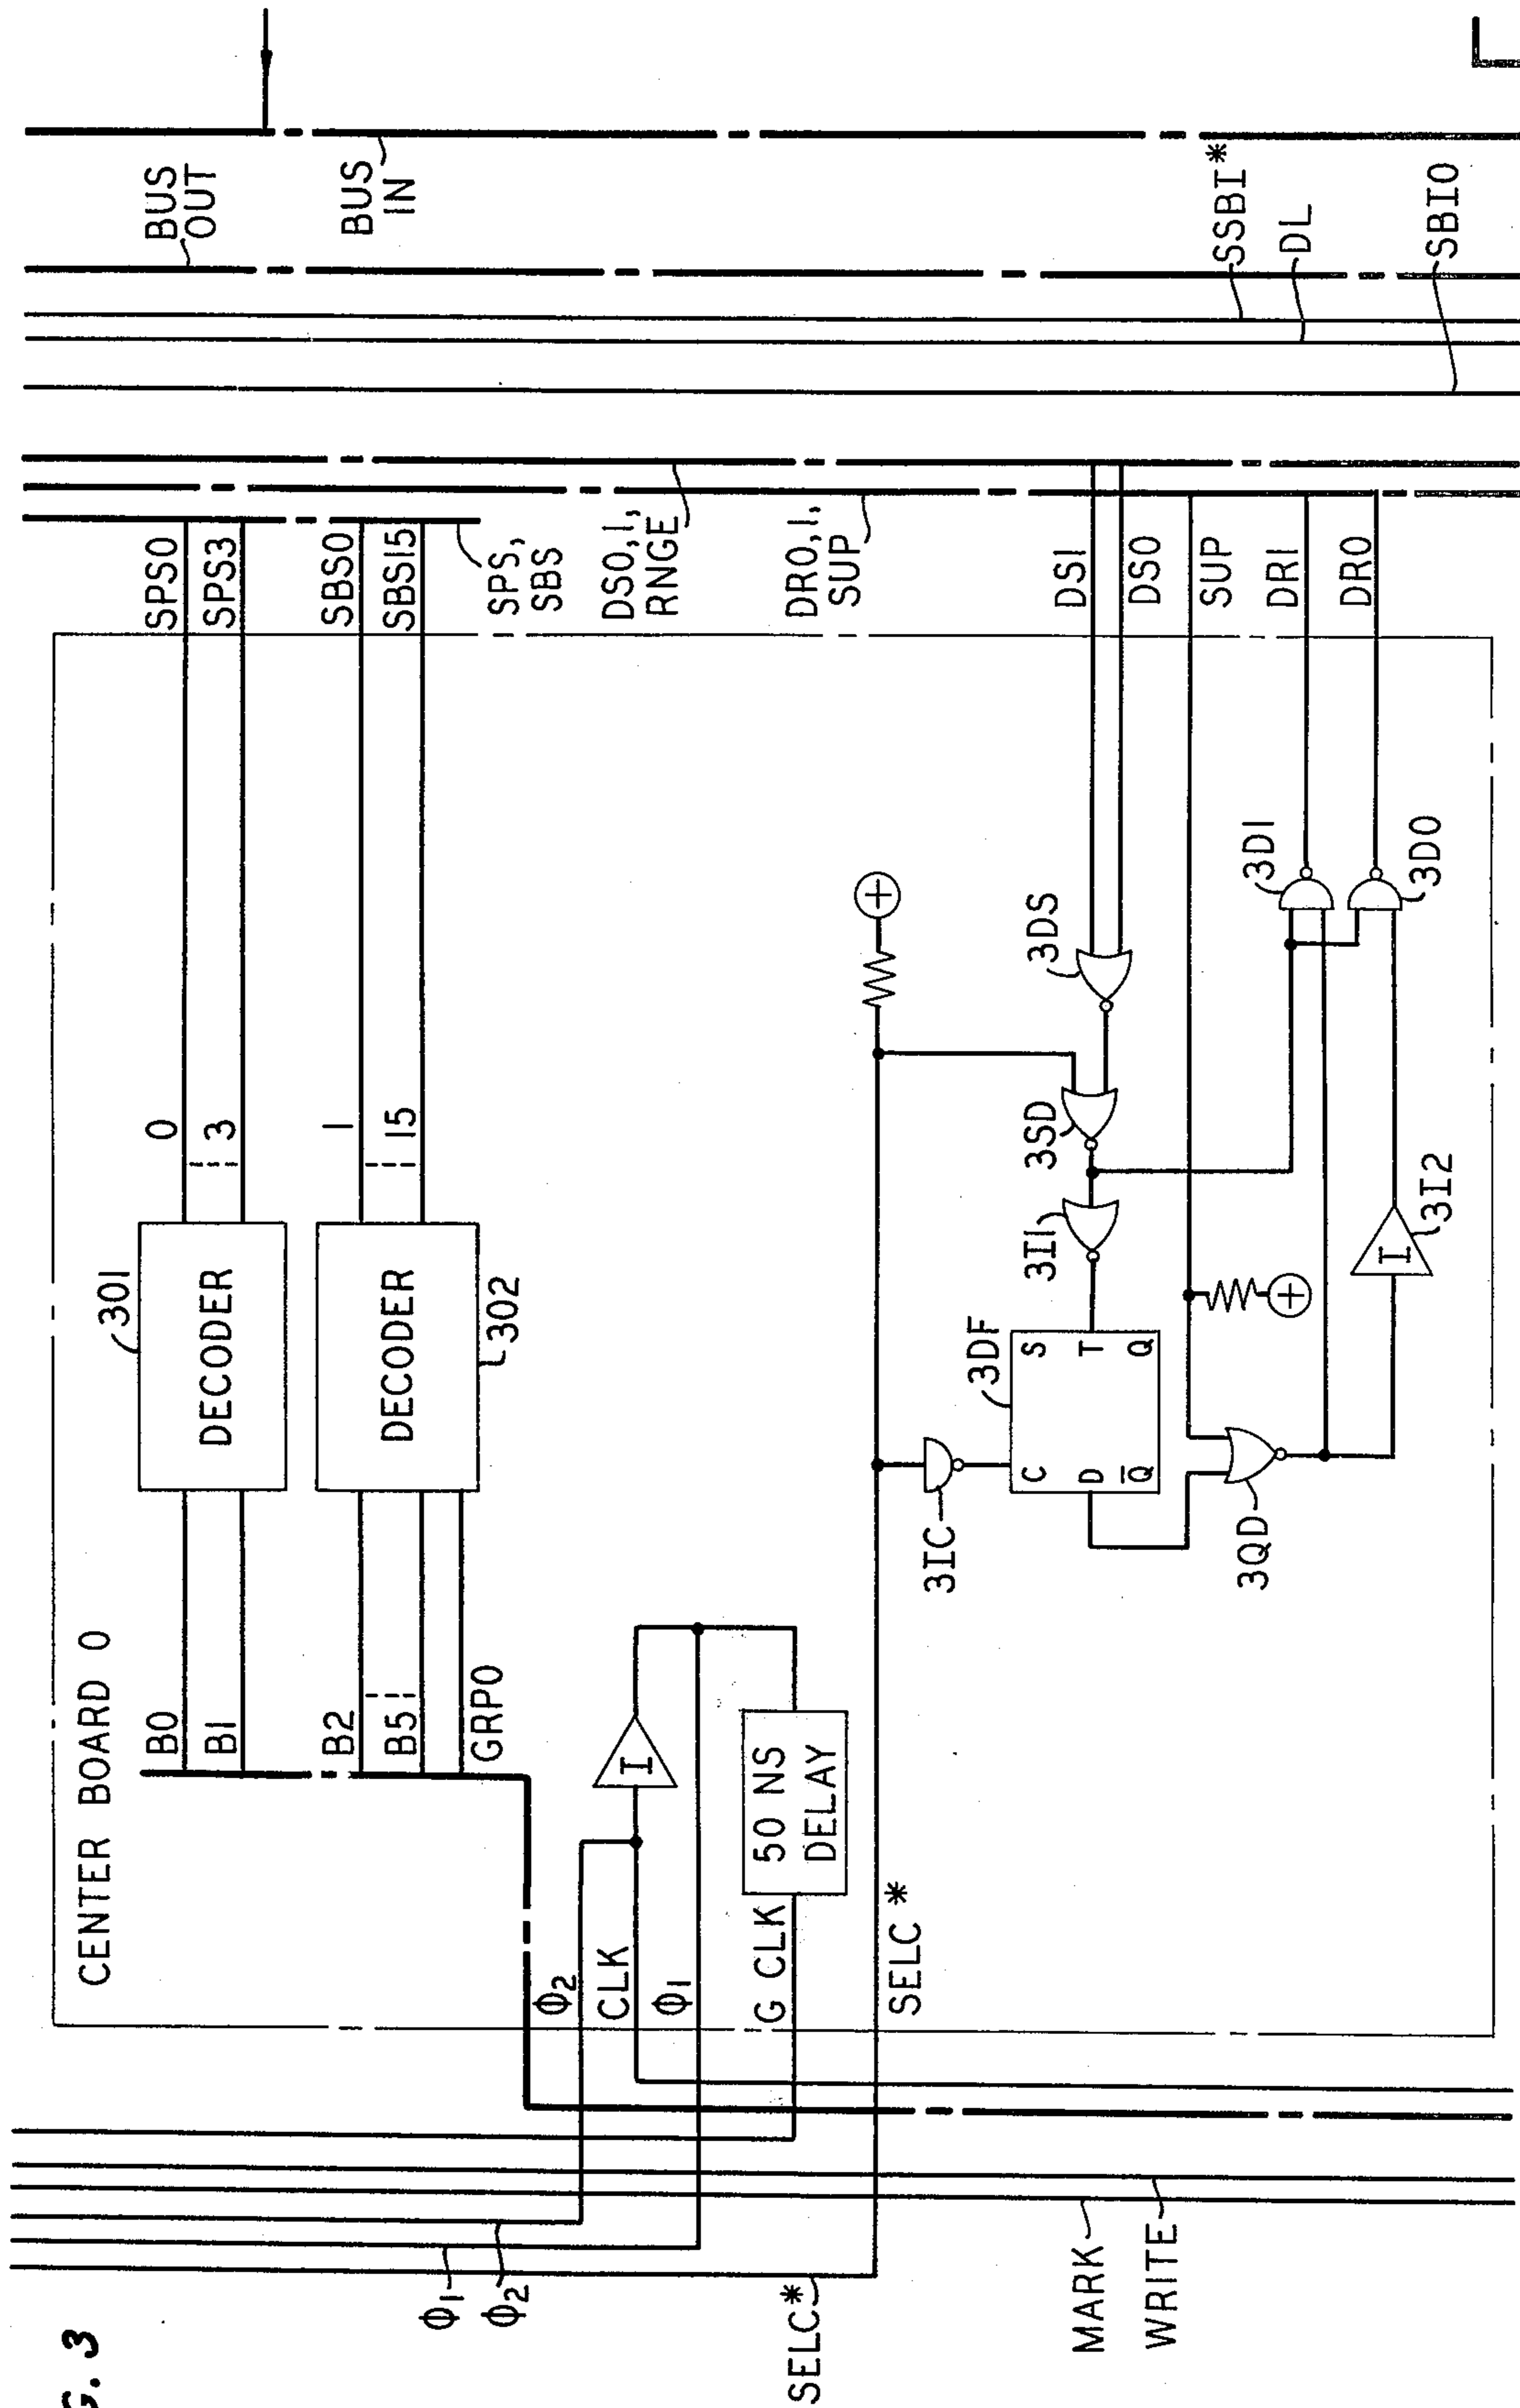 G. 3
CENTER BOARD 0
B0
B1
B2
B5
GRP0
301
DECODER
DECODER
302
0
3
1
15
SPS0
SPS3
SBS0
SBS15
SPS,
SBS
BUS
OUT
BUS
IN
DS0,1,
RNGE
DR0,1,
SUP
ϕ2
CLK
ϕ1
G CLK
I
50 NS
DELAY
ϕ1
ϕ2
SELC*
SELC*
3IC
3DF
C
S
D
T
Q̅
Q
3I1
3SD
3DS
DS1
DS0
SUP
DR1
DR0
3QD
I
3I2
3D1
3D0
SSBI*
DL
SBI0
MARK
WRITE